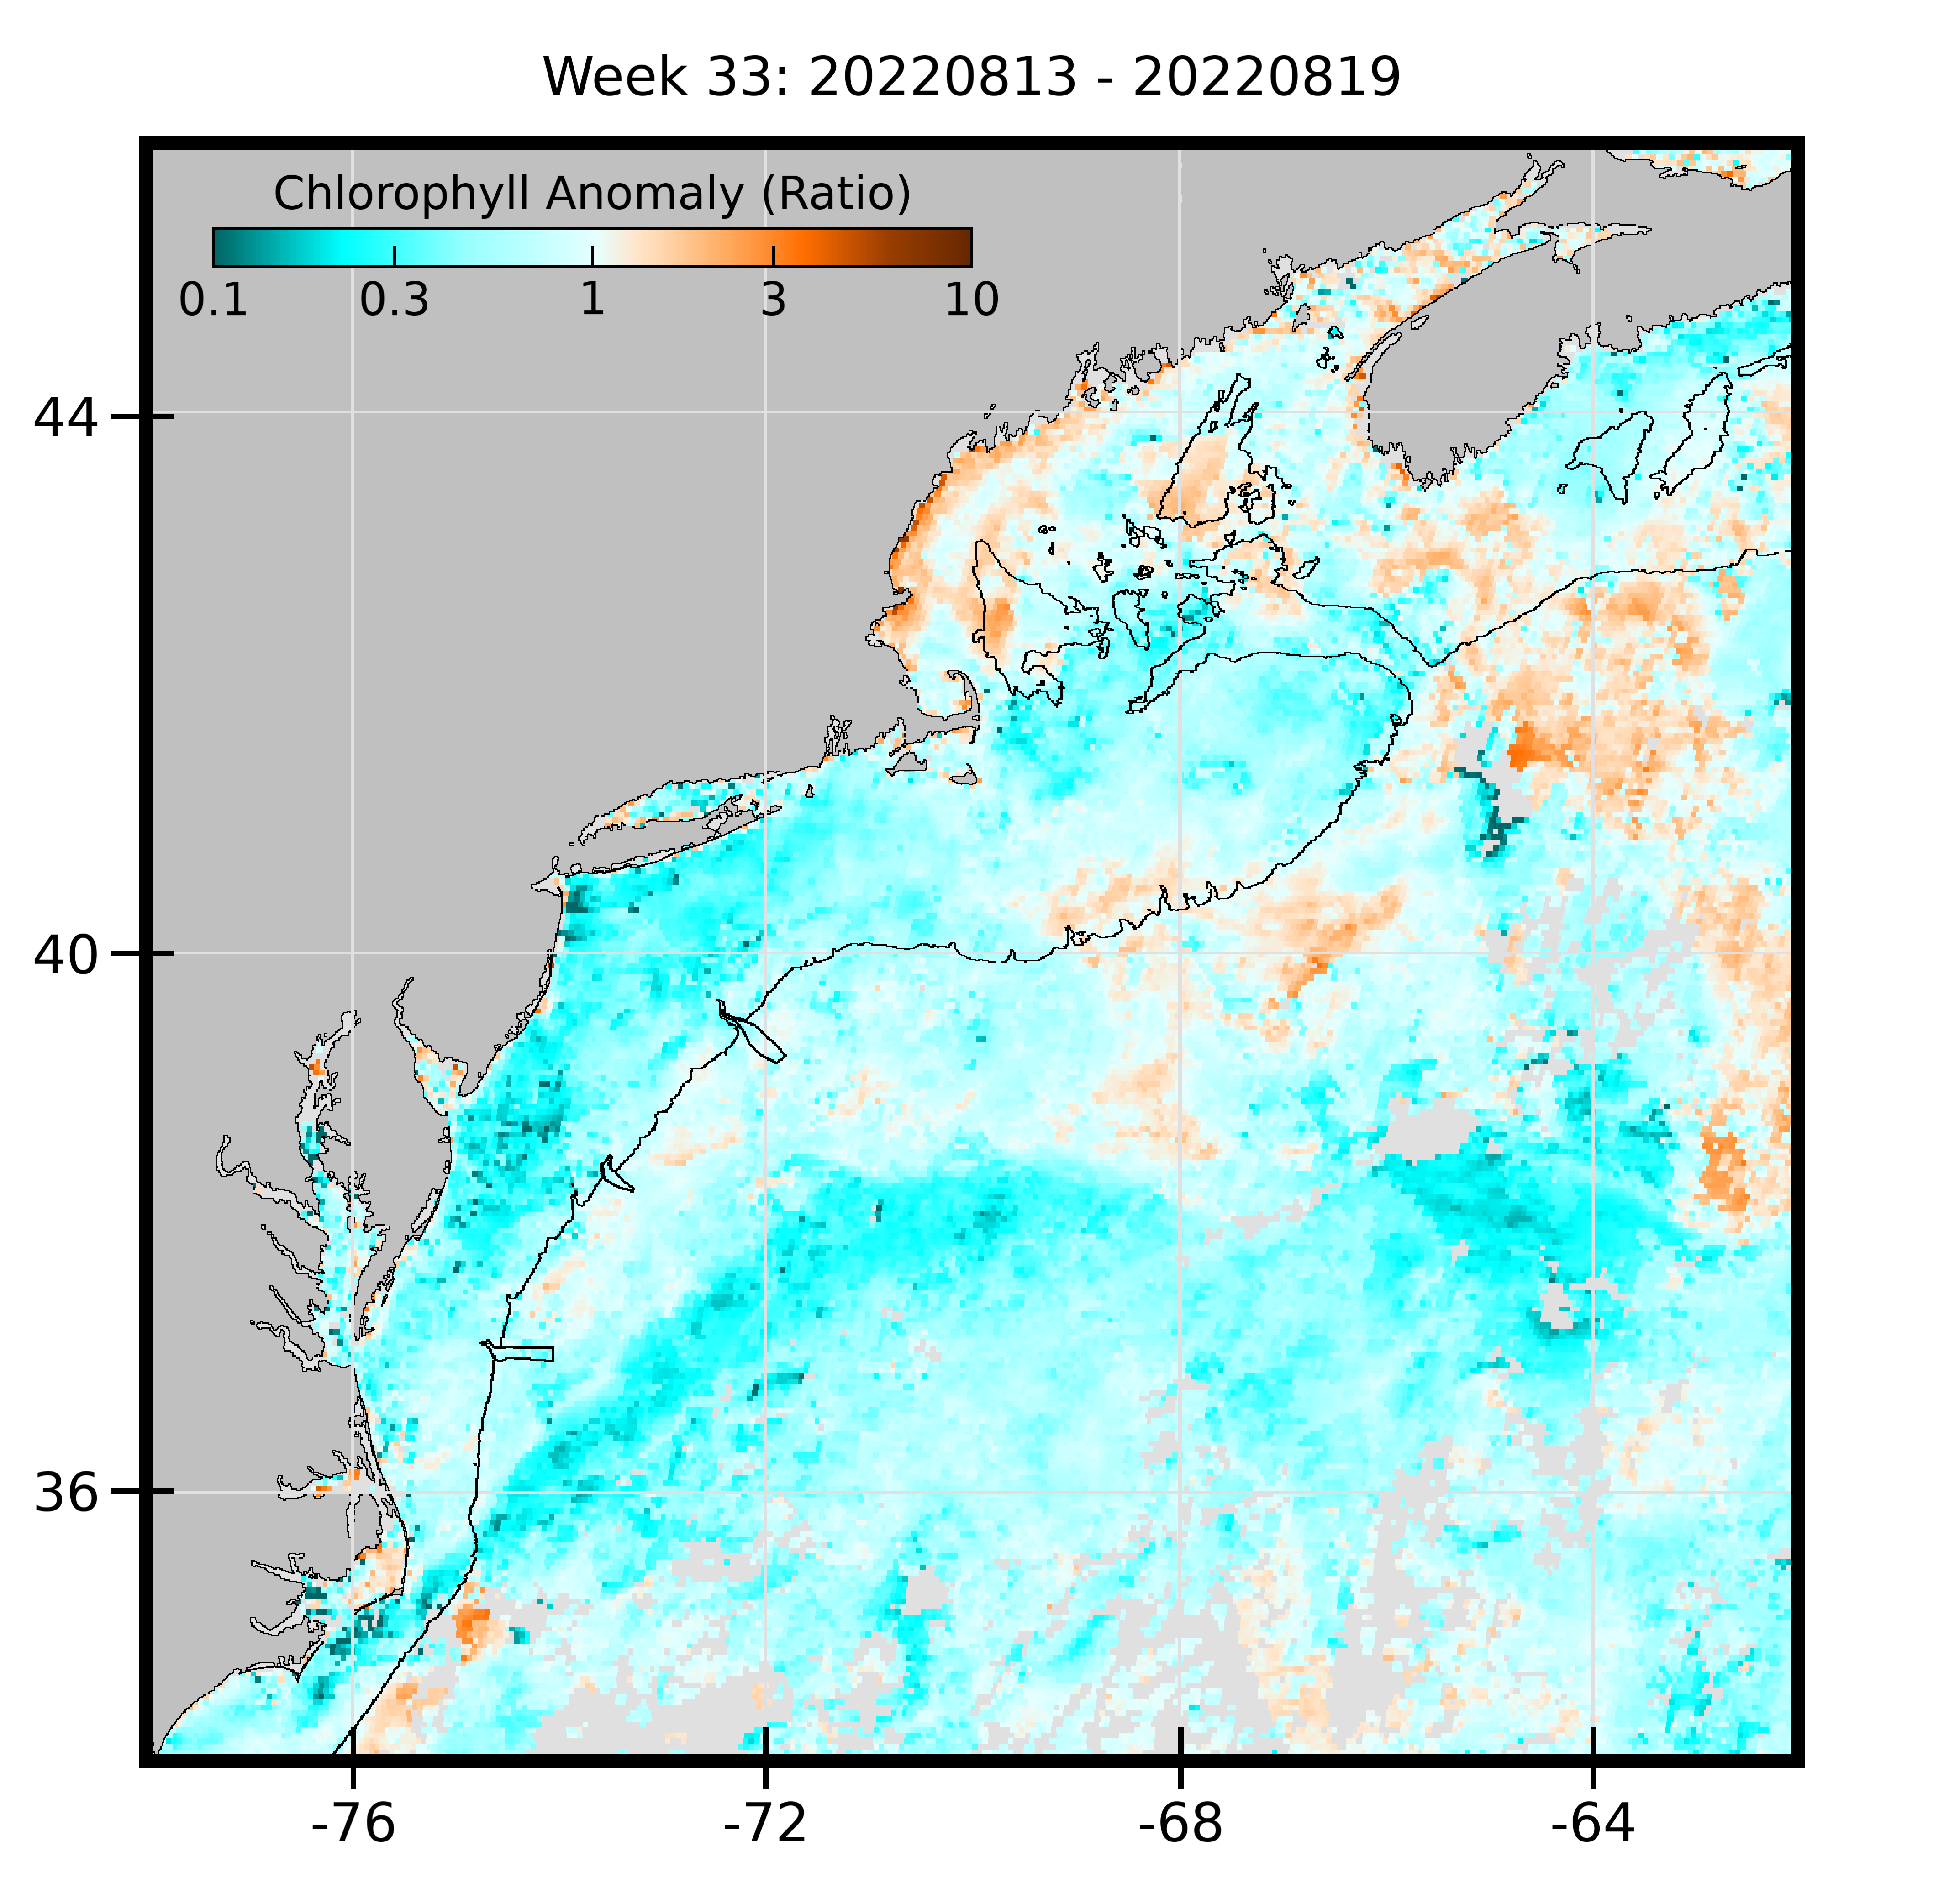 Week 33: 20220813 - 20220819
Chlorophyll Anomaly (Ratio)
0.1 0.3 1 3 10
44
40
36
-76 -72 -68 -64